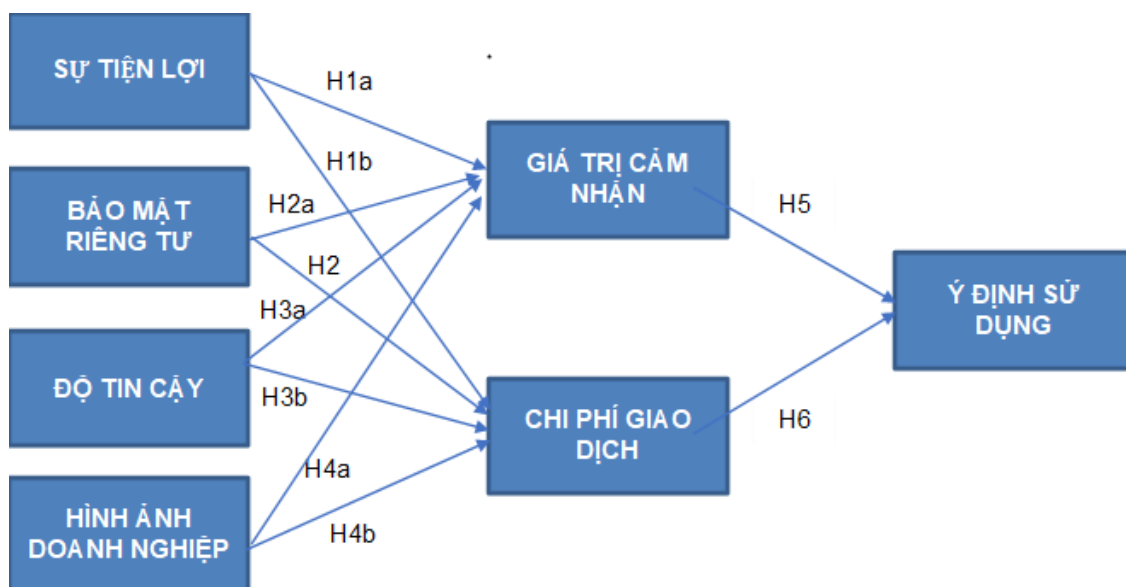 SỰ TIỆN LỢI
H1a
H1b
GIÁ TRỊ CẢM
NHẬN
BẢO MẬT
RIÊNG TƯ
H2a
H2
H5
Ý ĐỊNH SỬ
DỤNG
H3a
ĐỘ TIN CẬY
H3b
CHI PHÍ GIAO
DỊCH
H6
H4a
HÌNH ẢNH
DOANH NGHIỆP
H4b